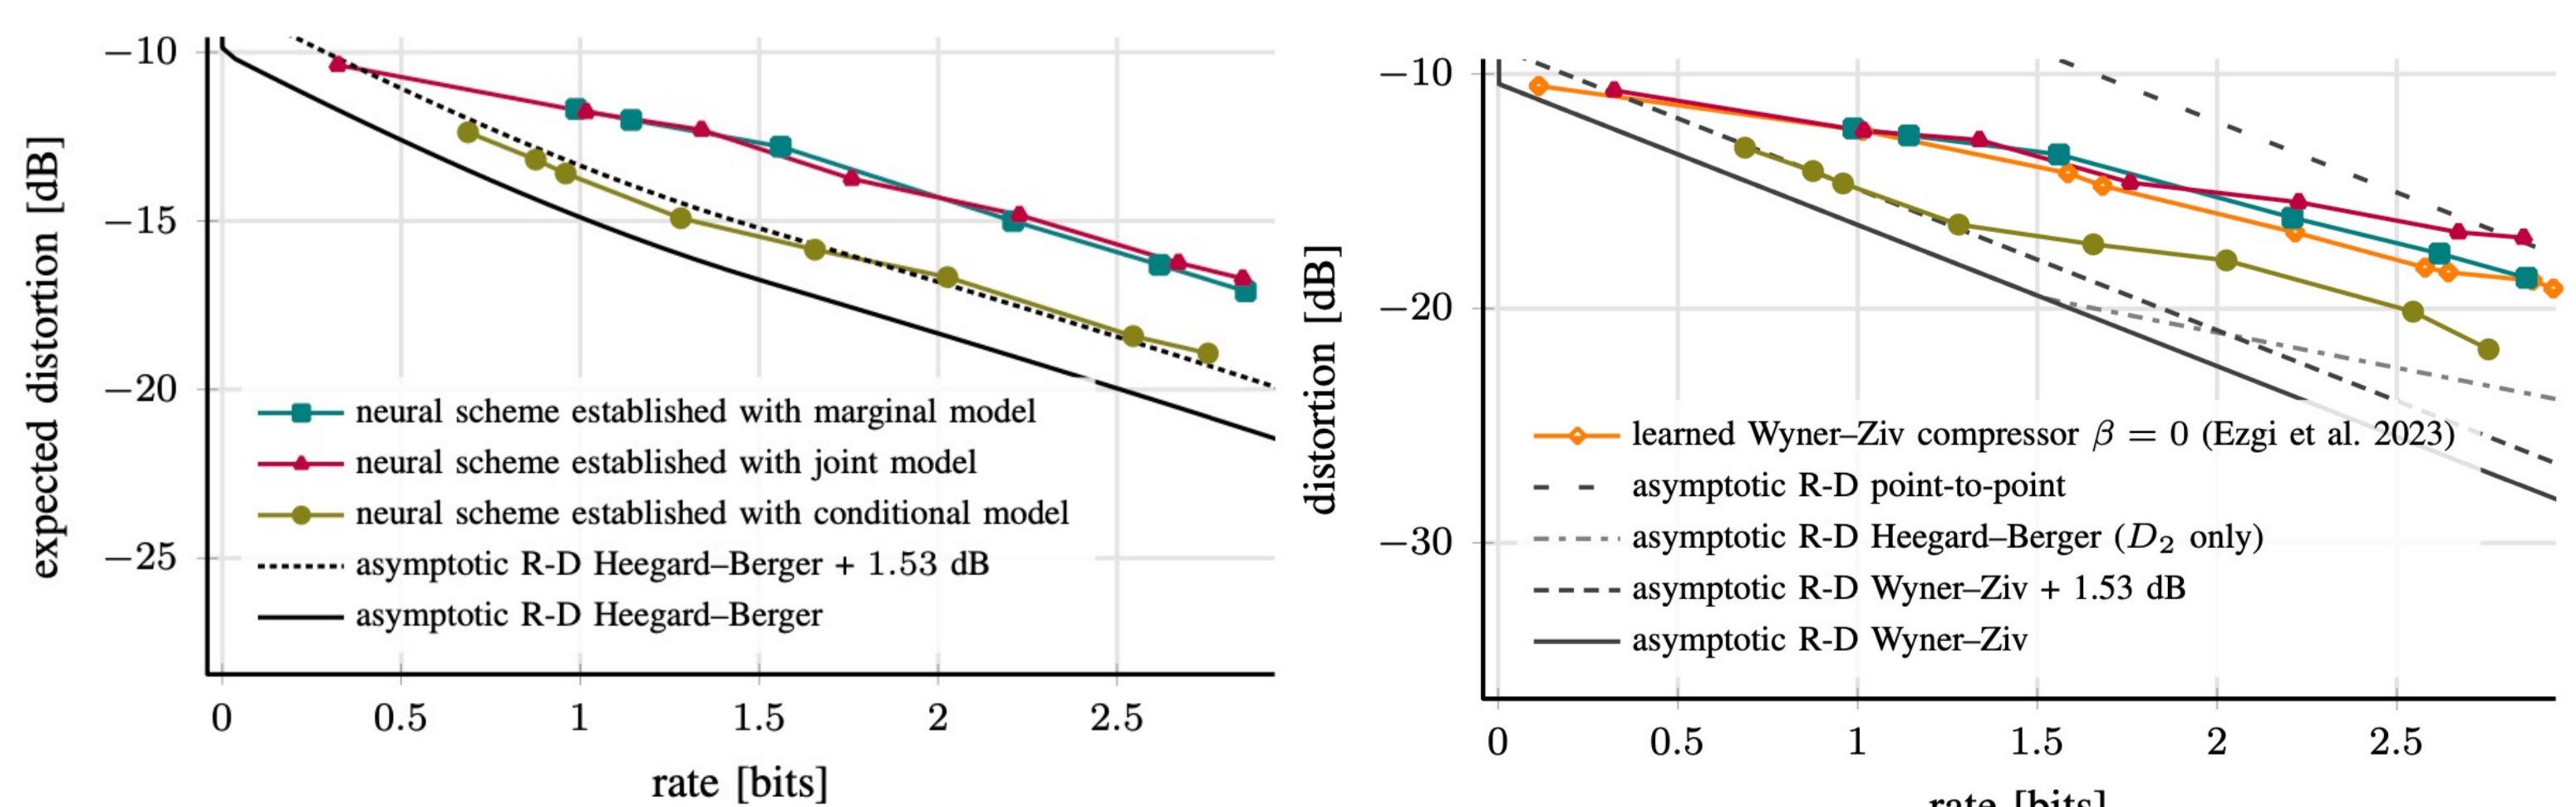 expected distortion [dB]
−10
−15
−20
−25
neural scheme established with marginal model
neural scheme established with joint model
neural scheme established with conditional model
asymptotic R-D Heegard–Berger + 1.53 dB
asymptotic R-D Heegard–Berger
0 0.5 1 1.5 2 2.5
rate [bits]
distortion [dB]
−10
−20
−30
learned Wyner–Ziv compressor β = 0 (Ezgi et al. 2023)
asymptotic R-D point-to-point
asymptotic R-D Heegard–Berger (D₂ only)
asymptotic R-D Wyner–Ziv + 1.53 dB
asymptotic R-D Wyner–Ziv
0 0.5 1 1.5 2 2.5
rate [bits]